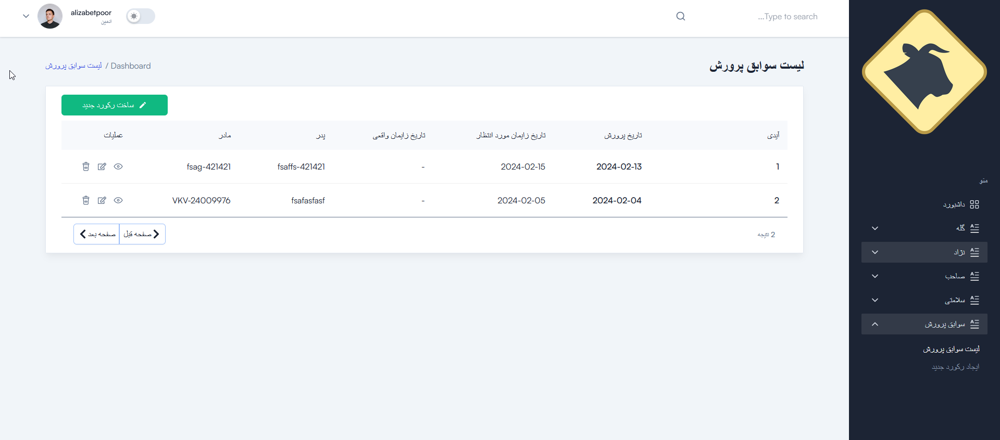 alizabetpoor
ادمین
Type to search...
لیست سوابق پرورش
Dashboard / لیست سوابق پرورش
ساخت رکورد جدید
آیدی تاریخ پرورش تاریخ زایمان مورد انتظار تاریخ زایمان واقعی پدر مادر عملیات
1 2024-02-13 2024-02-15 - fsaffs-421421 fsag-421421
2 2024-02-04 2024-02-05 - fsafasfasf VKV-24009976
2 نتیجه
صفحه قبل صفحه بعد
منو
داشبورد
گله
نژاد
صاحب
سلامتی
سوابق پرورش
لیست سوابق پرورش
ایجاد رکورد جدید